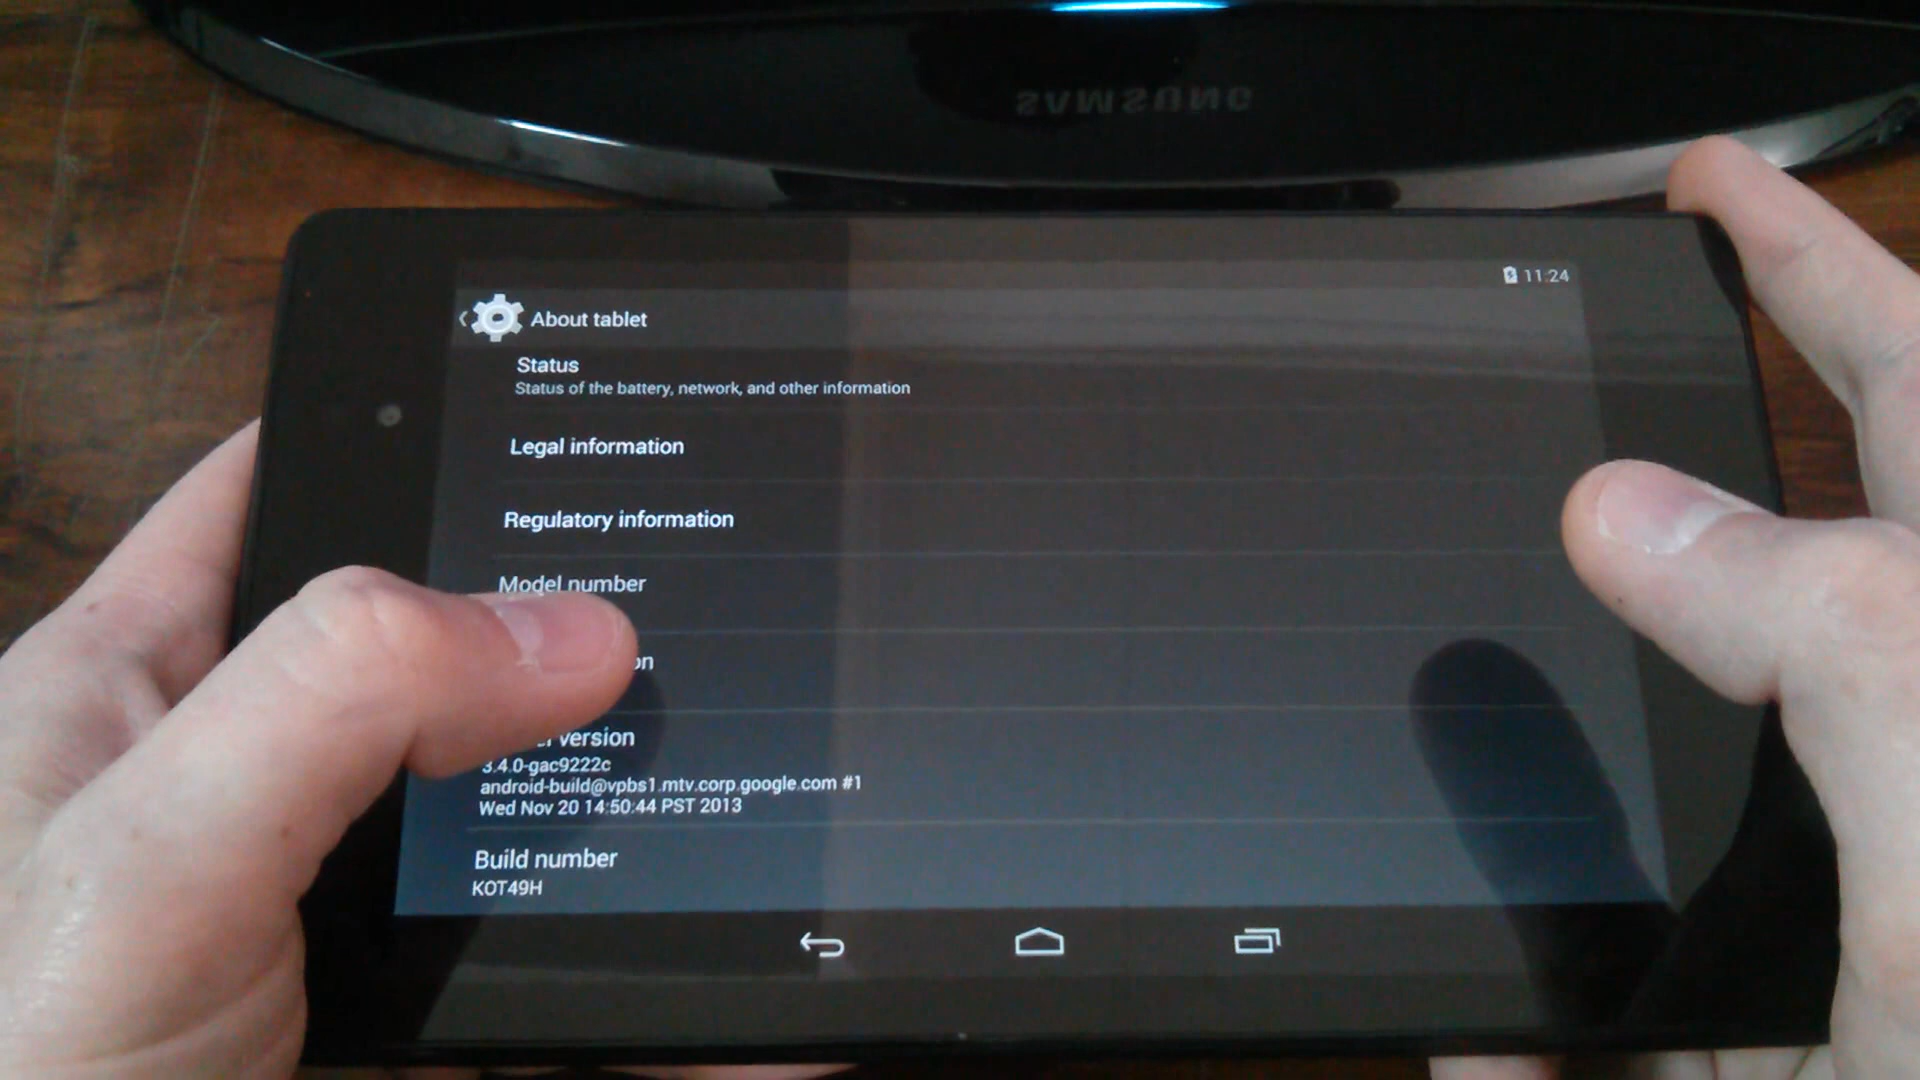 SAMSUNG
11:24
About tablet
Status
Status of the battery, network, and other information
Legal information
Regulatory information
Model number
version
3.4.0-gac9222c
android-build@vpbs1.mtv.corp.google.com #1
Wed Nov 20 14:50:44 PST 2013
Build number
KOT49H